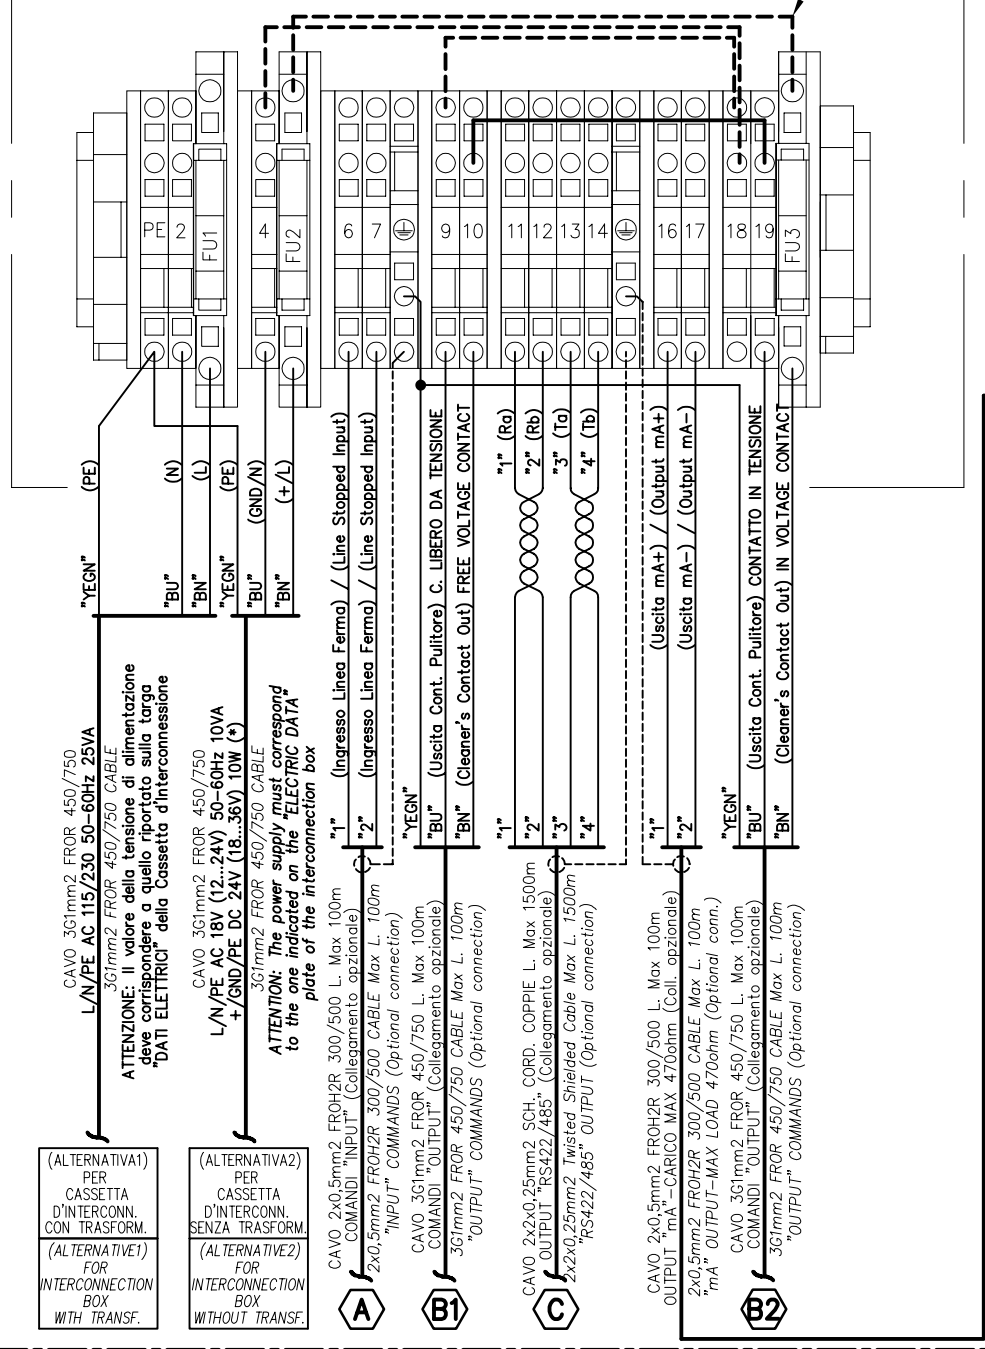 PE 2 FU1 4 FU2 6 7 9 10 11 12 13 14 16 17 18 19 FU3
"YEGN" (PE)
"BU" (N)
"BN" (L)
"YEGN" (PE)
"BU" (GND/N)
"BN" (+/L)
"1" (Ingresso Linea Ferma) / (Line Stopped Input)
"2" (Ingresso Linea Ferma) / (Line Stopped Input)
"YEGN"
"BU" (Uscita Cont. Pulitore) C. LIBERO DA TENSIONE
"BN" (Cleaner's Contact Out) FREE VOLTAGE CONTACT
"1" "1" (Ra)
"2" "2" (Rb)
"3" "3" (Ta)
"4" "4" (Tb)
"1" (Uscita mA+) / (Output mA+)
"2" (Uscita mA-) / (Output mA-)
"YEGN"
"BU" (Uscita Cont. Pulitore) CONTATTO IN TENSIONE
"BN" (Cleaner's Contact Out) IN VOLTAGE CONTACT
CAVO 3G1mm2 FROR 450/750
L/N/PE AC 115/230 50-60Hz 25VA
3G1mm2 FROR 450/750 CABLE
ATTENZIONE: Il valore della tensione di alimentazione
deve corrispondere a quello riportato sulla targa
"DATI ELETTRICI" della Cassetta d'Interconnessione
CAVO 3G1mm2 FROR 450/750
L/N/PE AC 18V (12...24V) 50-60Hz 10VA
+/GND/PE DC 24V (18...36V) 10W (*)
3G1mm2 FROR 450/750 CABLE
ATTENTION: The power supply must correspond
to the one indicated on the "ELECTRIC DATA"
plate of the interconnection box
CAVO 2x0,5mm2 FROH2R 300/500 L. Max 100m
COMANDI "INPUT" (Collegamento opzionale)
2x0,5mm2 FROH2R 300/500 CABLE Max L. 100m
"INPUT" COMMANDS (Optional connection)
CAVO 3G1mm2 FROR 450/750 L. Max 100m
COMANDI "OUTPUT" (Collegamento opzionale)
3G1mm2 FROR 450/750 CABLE Max L. 100m
"OUTPUT" COMMANDS (Optional connection)
CAVO 2x2x0,25mm2 SCH. CORD. COPPIE L. Max 1500m
OUTPUT "RS422/485" (Collegamento opzionale)
2x2x0,25mm2 Twisted Shielded Cable Max L. 1500m
"RS422/485" OUTPUT (Optional connection)
CAVO 2x0,5mm2 FROH2R 300/500 L. Max 100m
OUTPUT "mA"-CARICO MAX 470ohm (Coll. opzionale)
2x0,5mm2 FROH2R 300/500 CABLE Max L. 100m
"mA" OUTPUT-MAX LOAD 470ohm (Optional conn.)
CAVO 3G1mm2 FROR 450/750 L. Max 100m
COMANDI "OUTPUT" (Collegamento opzionale)
3G1mm2 FROR 450/750 CABLE Max L. 100m
"OUTPUT" COMMANDS (Optional connection)
(ALTERNATIVA1)
PER
CASSETTA
D'INTERCONN.
CON TRASFORM.
(ALTERNATIVE1)
FOR
INTERCONNECTION
BOX
WITH TRANSF.
(ALTERNATIVA2)
PER
CASSETTA
D'INTERCONN.
SENZA TRASFORM.
(ALTERNATIVE2)
FOR
INTERCONNECTION
BOX
WITHOUT TRANSF.
A
B1
C
B2